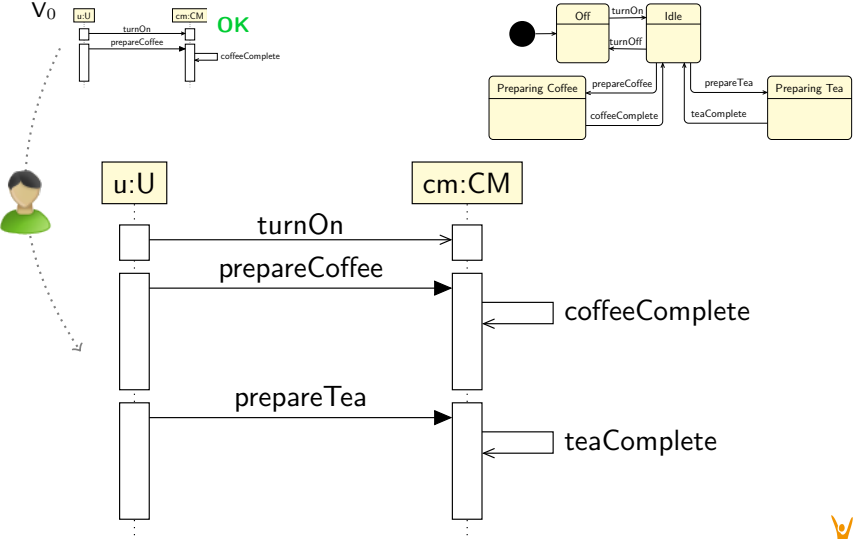 V0
u:U
cm:CM
OK
turnOn
prepareCoffee
coffeeComplete
Off
turnOn
Idle
turnOff
Preparing Coffee
prepareCoffee
prepareTea
Preparing Tea
coffeeComplete
teaComplete
u:U
cm:CM
turnOn
prepareCoffee
coffeeComplete
prepareTea
teaComplete